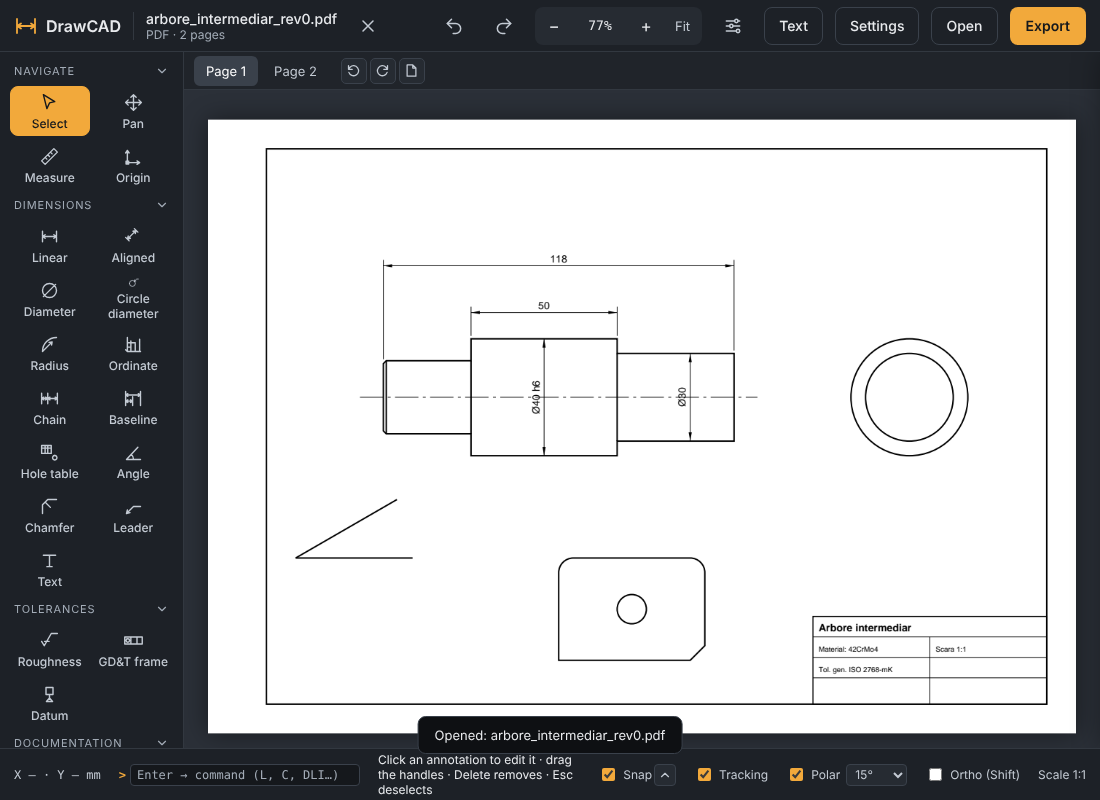 DrawCAD
arbore_intermediar_rev0.pdf
PDF · 2 pages
77%
Fit
Text
Settings
Open
Export
Page 1
Page 2
NAVIGATE
Select
Pan
Measure
Origin
DIMENSIONS
Linear
Aligned
Diameter
Circle
diameter
Radius
Ordinate
Chain
Baseline
Hole table
Angle
Chamfer
Leader
Text
TOLERANCES
Roughness
GD&T frame
Datum
DOCUMENTATION
118
50
Ø40 h6
Ø30
Arbore intermediar
Material: 42CrMo4
Scara 1:1
Tol. gen. ISO 2768-mK
Opened: arbore_intermediar_rev0.pdf
X — · Y — mm
> Enter → command (L, C, DLI…)
Click an annotation to edit it · drag
the handles · Delete removes · Esc
deselects
Snap
Tracking
Polar
15°
Ortho (Shift)
Scale 1:1